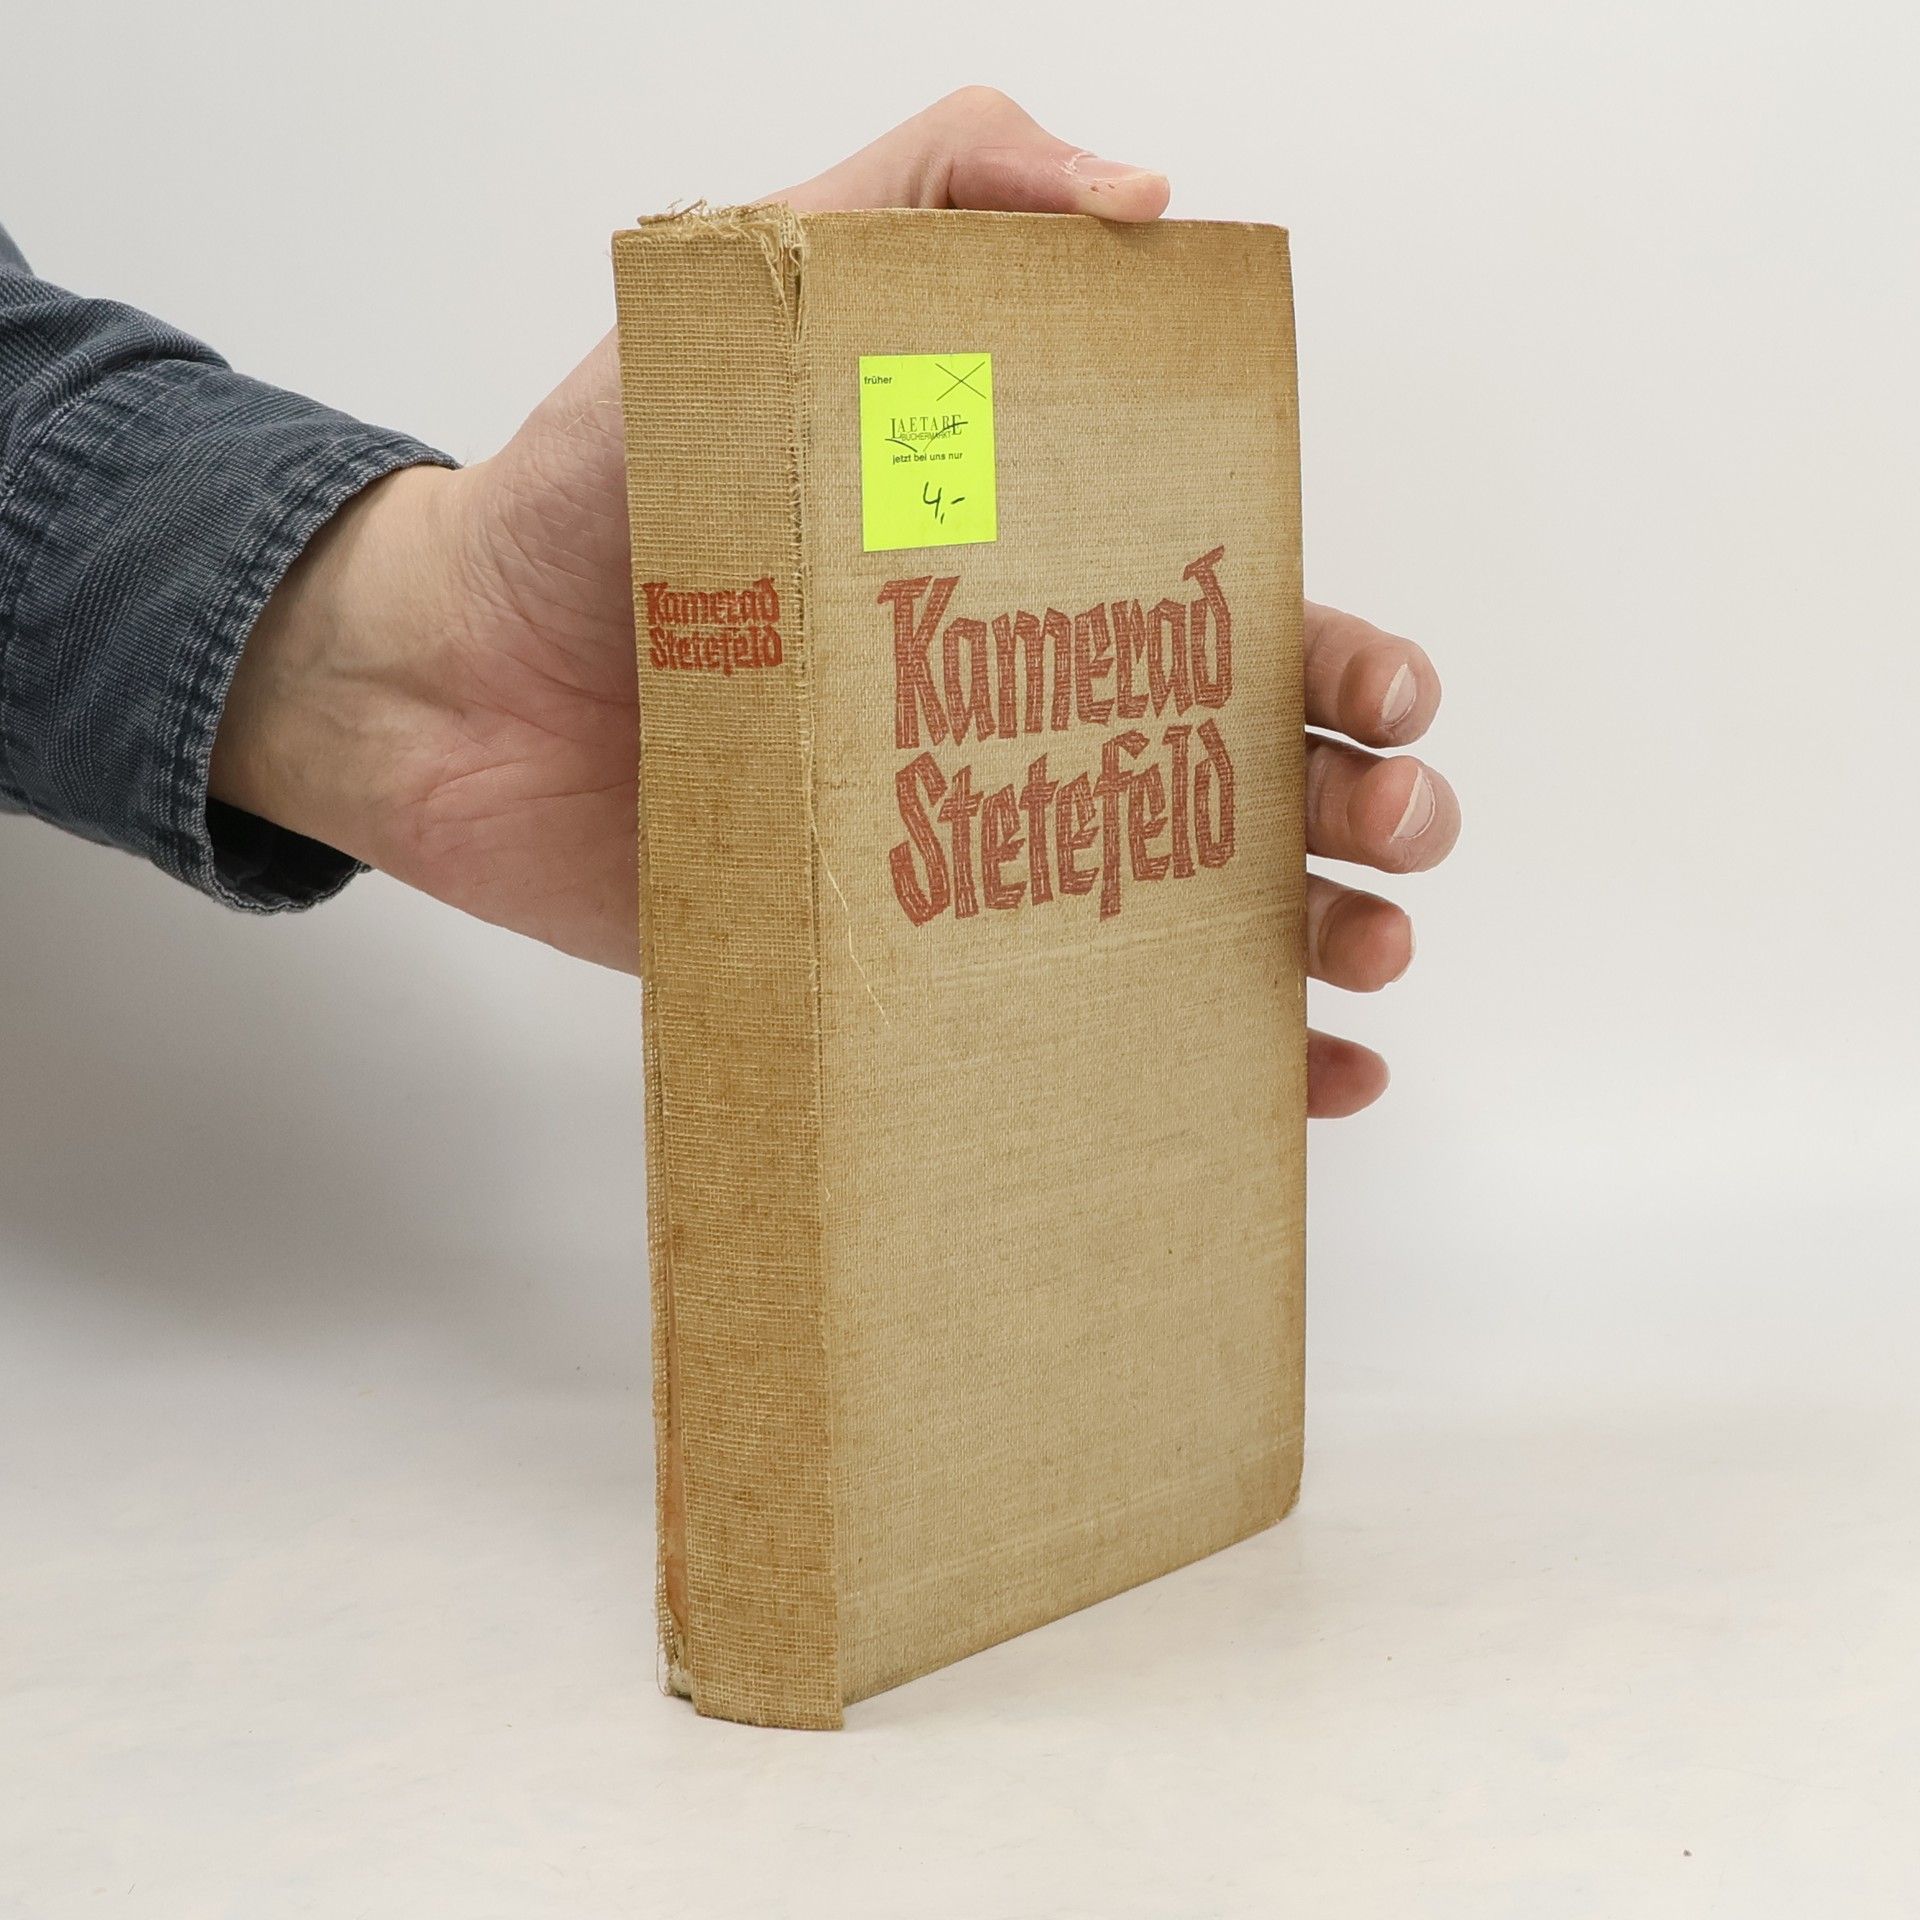 früher
LAETARE
BÜCHERMARKT
jetzt bei uns nur
4,-
Kamerad
Stetefeld
Kamerad
Stetefeld